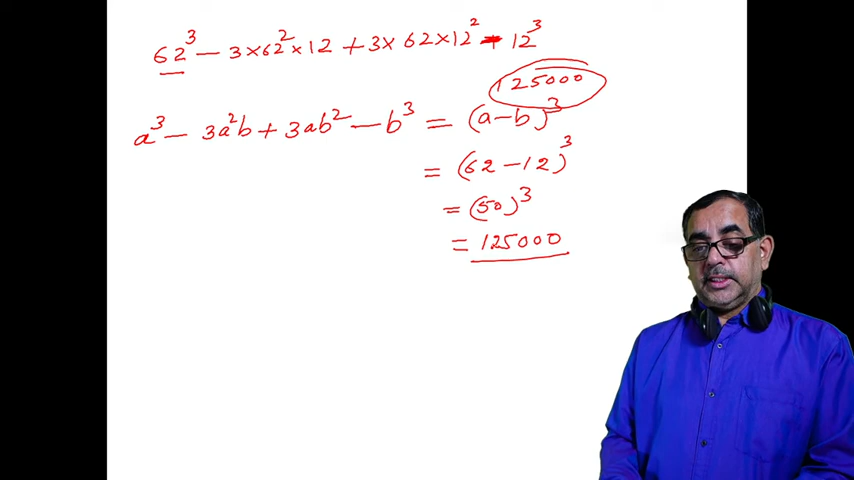 62³ − 3×62²×12 + 3×62×12² - 12³
125000
a³ − 3a²b + 3ab² − b³ = (a−b)³
= (62−12)³
= (50)³
= 125000